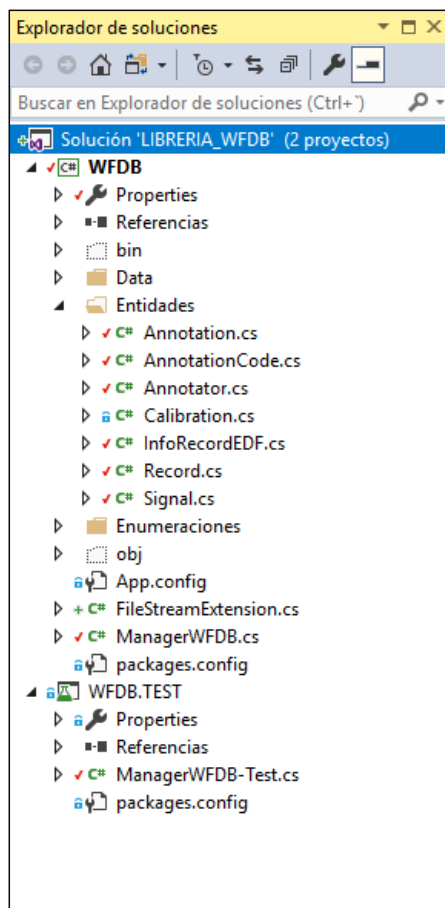 Explorador de soluciones
Buscar en Explorador de soluciones (Ctrl+`)
Solución 'LIBRERIA_WFDB' (2 proyectos)
C# WFDB
Properties
Referencias
bin
Data
Entidades
C# Annotation.cs
C# AnnotationCode.cs
C# Annotator.cs
C# Calibration.cs
C# InfoRecordEDF.cs
C# Record.cs
C# Signal.cs
Enumeraciones
obj
App.config
C# FileStreamExtension.cs
C# ManagerWFDB.cs
packages.config
WFDB.TEST
Properties
Referencias
C# ManagerWFDB-Test.cs
packages.config